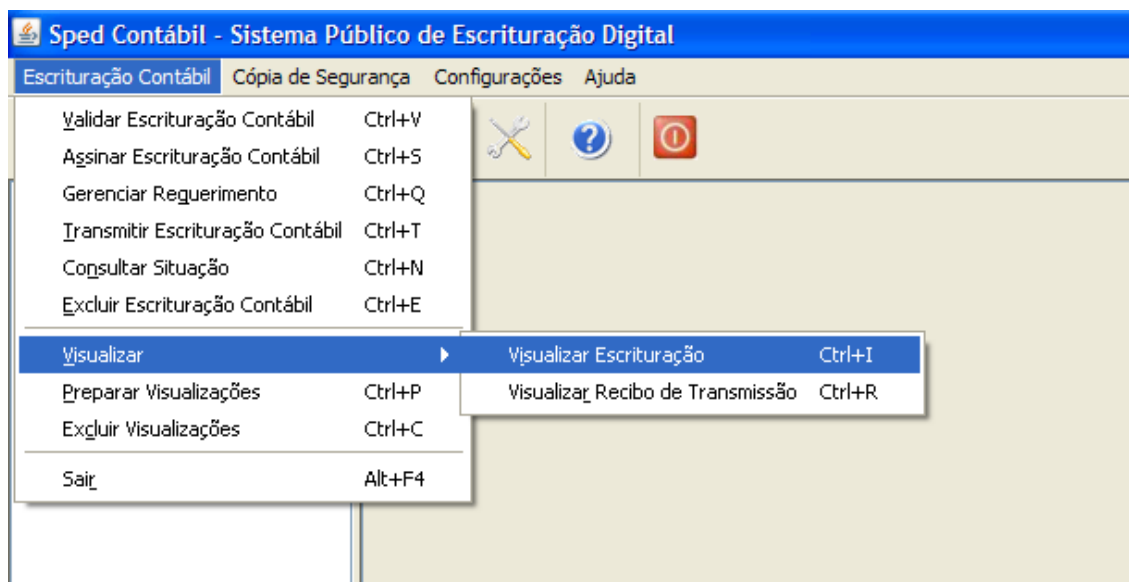 Sped Contábil - Sistema Público de Escrituração Digital
Escrituração Contábil Cópia de Segurança Configurações Ajuda
Validar Escrituração Contábil Ctrl+V
Assinar Escrituração Contábil Ctrl+S
Gerenciar Requerimento Ctrl+Q
Transmitir Escrituração Contábil Ctrl+T
Consultar Situação Ctrl+N
Excluir Escrituração Contábil Ctrl+E
Visualizar Visualizar Escrituração Ctrl+I
Preparar Visualizações Ctrl+P Visualizar Recibo de Transmissão Ctrl+R
Excluir Visualizações Ctrl+C
Sair Alt+F4